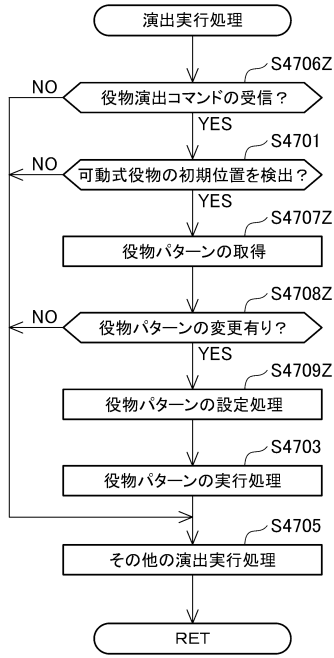 演出実行処理
S4706Z
役物演出コマンドの受信?
NO
YES
S4701
可動式役物の初期位置を検出?
NO
YES
S4707Z
役物パターンの取得
S4708Z
役物パターンの変更有り?
NO
YES
S4709Z
役物パターンの設定処理
S4703
役物パターンの実行処理
S4705
その他の演出実行処理
RET